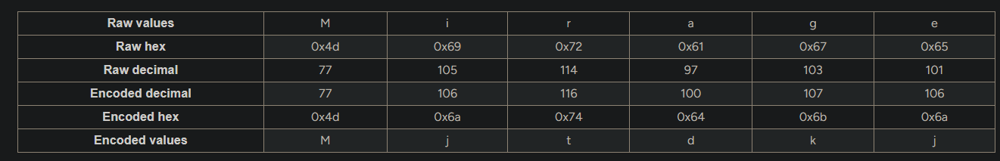 Raw values M i r a g e
Raw hex 0x4d 0x69 0x72 0x61 0x67 0x65
Raw decimal 77 105 114 97 103 101
Encoded decimal 77 106 116 100 107 106
Encoded hex 0x4d 0x6a 0x74 0x64 0x6b 0x6a
Encoded values M j t d k j